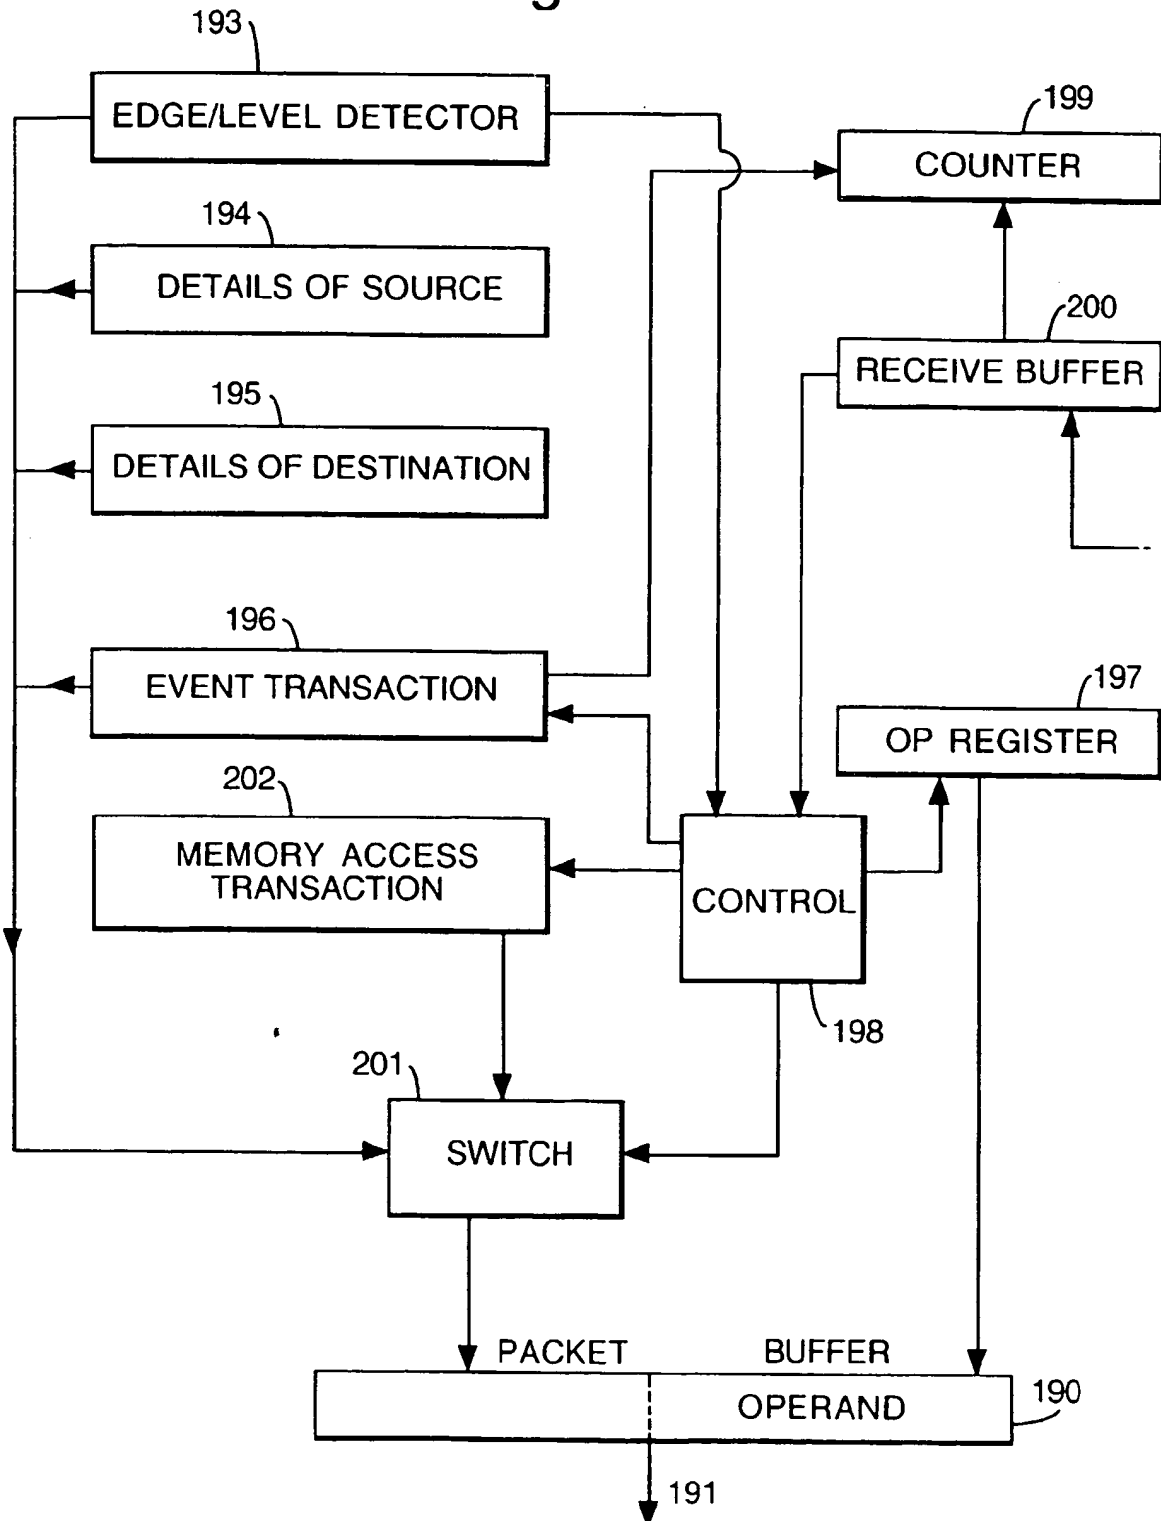 193
EDGE/LEVEL DETECTOR
199
COUNTER
194
DETAILS OF SOURCE
200
RECEIVE BUFFER
195
DETAILS OF DESTINATION
196
EVENT TRANSACTION
197
OP REGISTER
202
MEMORY ACCESS
TRANSACTION
CONTROL
198
201
SWITCH
PACKET BUFFER
OPERAND
190
191